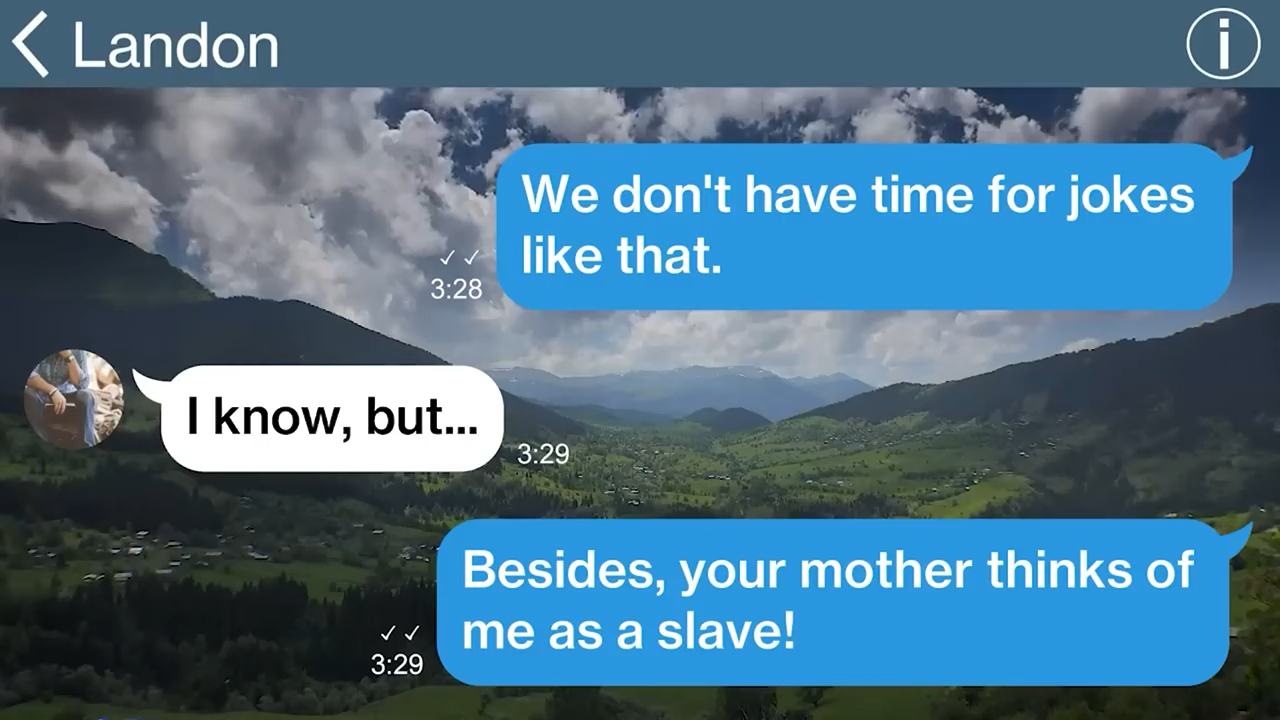 Landon
We don't have time for jokes
like that.
✓✓
3:28
I know, but...
3:29
Besides, your mother thinks of
me as a slave!
✓✓
3:29